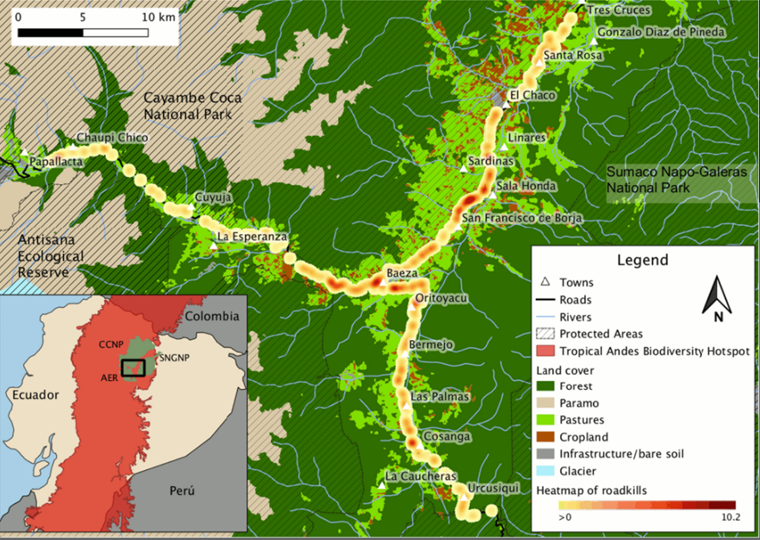 0 5 10 km
Tres Cruces
Gonzalo Diaz de Pineda
Santa Rosa
Cayambe Coca
National Park
El Chaco
Chaupi Chico
Linares
Papallacta
Sardinas
Sumaco Napo-Galeras
National Park
Sala Honda
Cuyuja
San Francisco de Borja
La Esperanza
Antisana
Ecological
Reserve
Baeza
Oritoyacu
Bermejo
Las Palmas
Cosanga
La Caucheras
Urcusiqui
Colombia
CCNP
SNGNP
AER
Ecuador
Perú
Legend
Towns
Roads
Rivers
Protected Areas
Tropical Andes Biodiversity Hotspot
N
Land cover
Forest
Paramo
Pastures
Cropland
Infrastructure/bare soil
Glacier
Heatmap of roadkills
>0 10.2